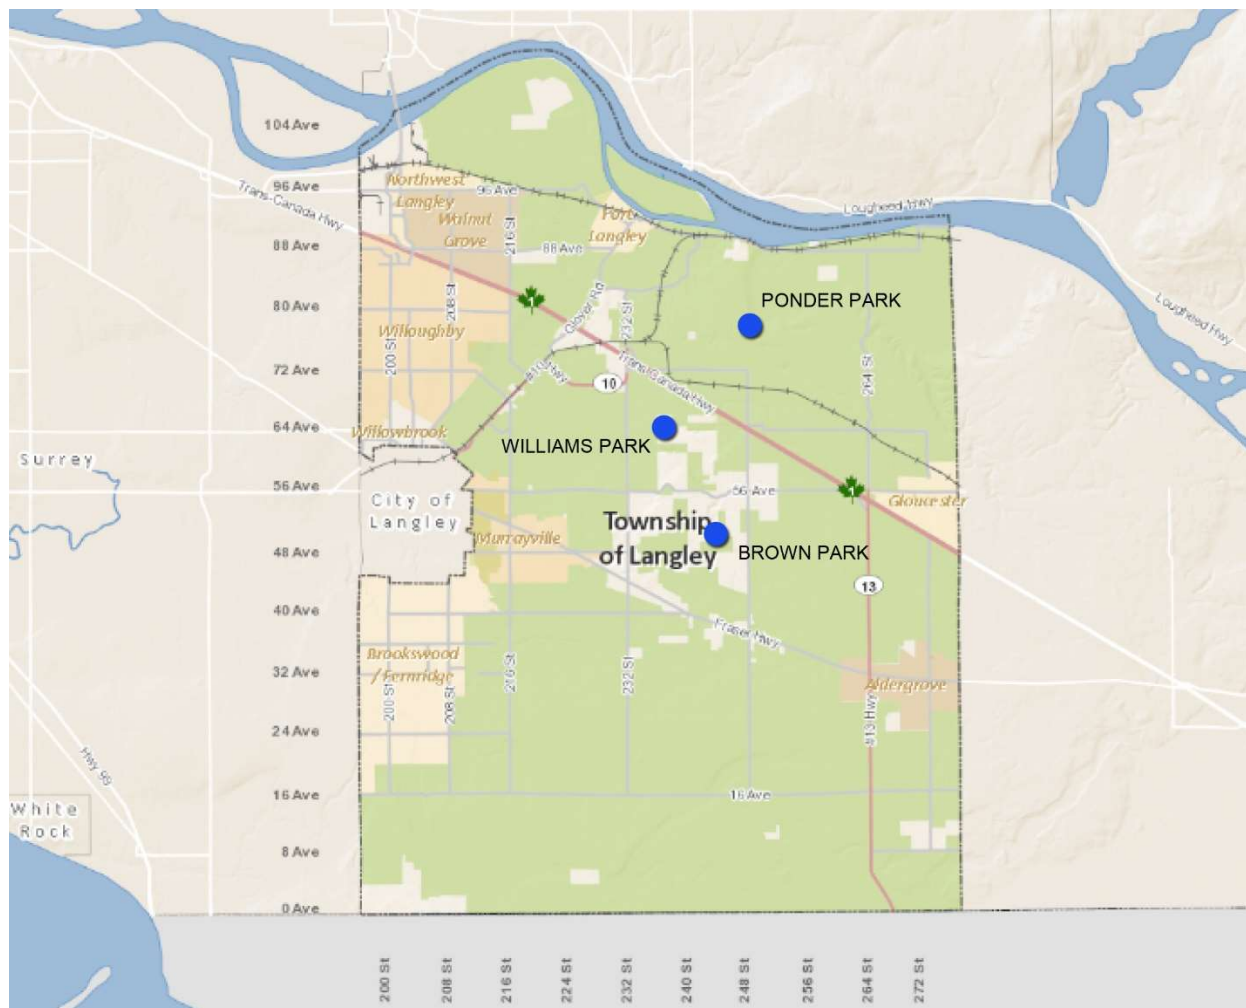 104 Ave
96 Ave
Trans-Canada Hwy
Northwest
Langley
96 Ave
Walnut
Grove
216 St
Fort
Langley
Lougheed Hwy
88 Ave
88 Ave
80 Ave
208 St
1
Glover Rd
232 St
PONDER PARK
Lougheed Hwy
Willoughby
200 St
72 Ave
#10 Hwy
10
Trans-Canada Hwy
264 St
64 Ave
Willowbrook
WILLIAMS PARK
Surrey
56 Ave
City of
Langley
56 Ave
1
Gloucester
Township
of Langley
Murrayville
BROWN PARK
48 Ave
13
40 Ave
Fraser Hwy
Brookswood
/ Fernridge
32 Ave
216 St
232 St
Aldergrove
200 St
208 St
#13 Hwy
24 Ave
Hwy 99
16 Ave
16 Ave
White
Rock
8 Ave
0 Ave
200 St
208 St
216 St
224 St
232 St
240 St
248 St
256 St
264 St
272 St